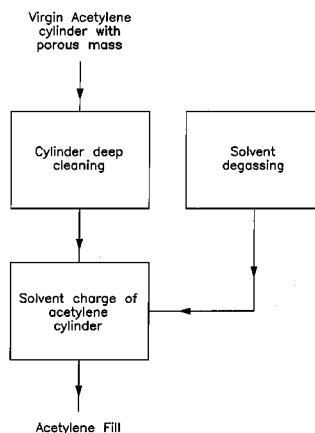 Virgin Acetylene
cylinder with
porous mass
Cylinder deep
cleaning
Solvent
degassing
Solvent charge of
acetylene
cylinder
Acetylene Fill